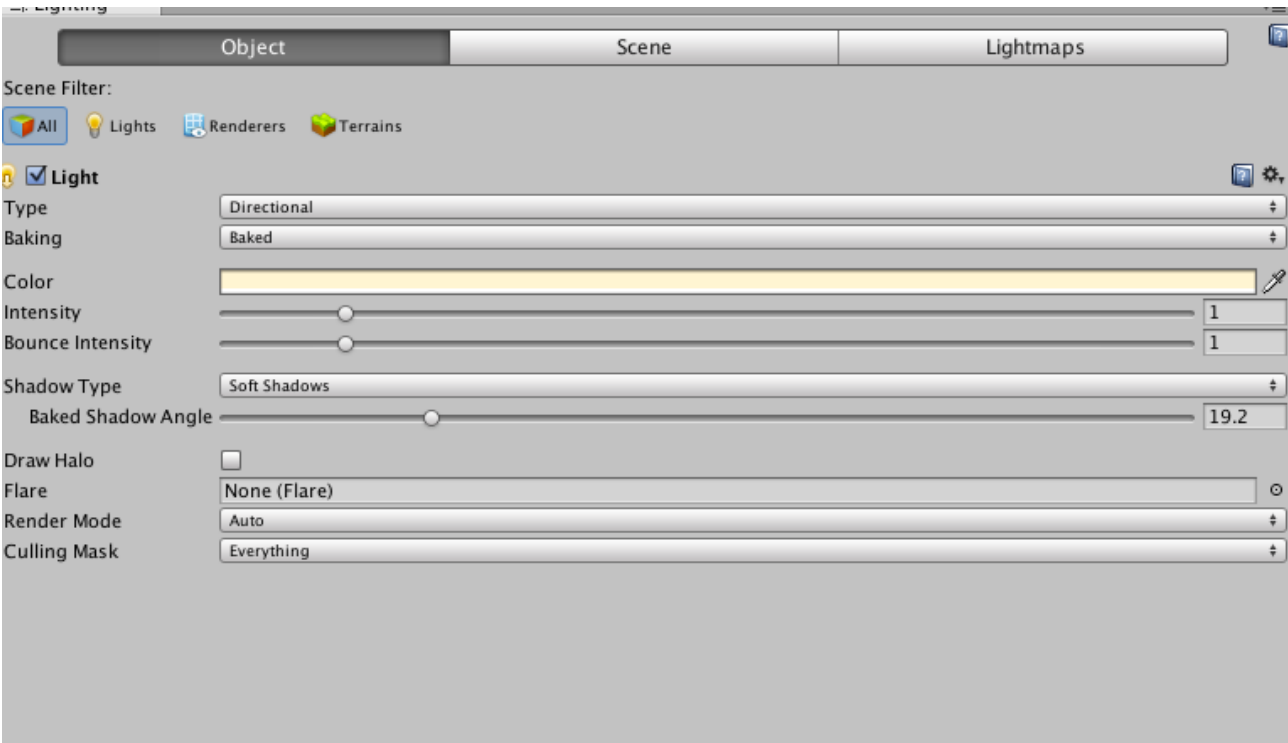 Lighting
Object Scene Lightmaps
Scene Filter:
All Lights Renderers Terrains
Light
Type Directional
Baking Baked
Color
Intensity 1
Bounce Intensity 1
Shadow Type Soft Shadows
Baked Shadow Angle 19.2
Draw Halo
Flare None (Flare)
Render Mode Auto
Culling Mask Everything